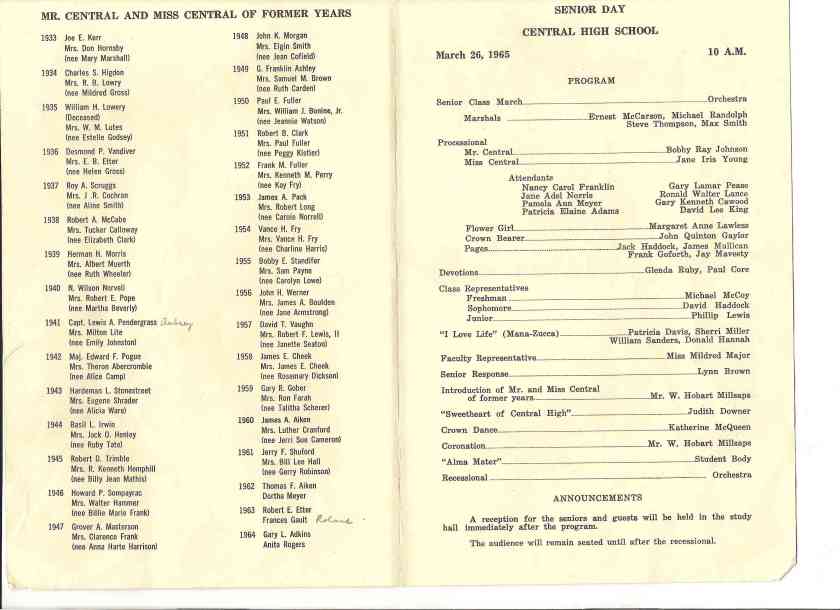 MR. CENTRAL AND MISS CENTRAL OF FORMER YEARS
1933 Joe E. Kerr
Mrs. Don Hornsby
(nee Mary Marshall)
1934 Charles S. Higdon
Mrs. R. B. Lowry
(nee Mildred Gross)
1935 William H. Lowery
(Deceased)
Mrs. W. M. Lutes
(nee Estelle Godsey)
1936 Desmond P. Vandiver
Mrs. E. B. Etter
(nee Helen Gross)
1937 Roy A. Scruggs
Mrs. J. R. Cochran
(nee Aline Smith)
1938 Robert A. McCabe
Mrs. Tucker Calloway
(nee Elizabeth Clark)
1939 Herman H. Morris
Mrs. Albert Muerth
(nee Ruth Wheeler)
1940 R. Wilson Norvell
Mrs. Robert E. Pope
(nee Martha Beverly)
1941 Capt. Lewis A. Pendergrass Aubrey
Mrs. Milton Lite
(nee Emily Johnston)
1942 Maj. Edward F. Pogue
Mrs. Theron Abercrombie
(nee Alice Camp)
1943 Hardeman L. Stonestreet
Mrs. Eugene Shrader
(nee Alicia Ware)
1944 Basil L. Irwin
Mrs. Jack O. Henley
(nee Ruby Tate)
1945 Robert D. Trimble
Mrs. R. Kenneth Hemphill
(nee Billy Jean Mathis)
1946 Howard P. Sompayrac
Mrs. Walter Hammer
(nee Billie Marie Frank)
1947 Grover A. Masterson
Mrs. Clarence Frank
(nee Anna Harte Harrison)
1948 John K. Morgan
Mrs. Elgin Smith
(nee Jean Cofield)
1949 G. Franklin Ashley
Mrs. Samuel M. Brown
(nee Ruth Carden)
1950 Paul E. Fuller
Mrs. William J. Bonine, Jr.
(nee Jeannie Watson)
1951 Robert B. Clark
Mrs. Paul Fuller
(nee Peggy Kistler)
1952 Frank M. Fuller
Mrs. Kenneth M. Perry
(nee Kay Fry)
1953 James A. Pack
Mrs. Robert Long
(nee Carole Norrell)
1954 Vance H. Fry
Mrs. Vance H. Fry
(nee Charline Harris)
1955 Bobby E. Standifer
Mrs. Sam Payne
(nee Carolyn Lowe)
1956 John H. Werner
Mrs. James A. Boulden
(nee Jane Armstrong)
1957 David T. Vaughn
Mrs. Robert F. Lewis, II
(nee Janette Seaton)
1958 James E. Cheek
Mrs. James E. Cheek
(nee Rosemary Dickson)
1959 Gary R. Gober
Mrs. Ron Farah
(nee Talitha Scherer)
1960 James A. Aiken
Mrs. Luther Cranford
(nee Jerri Sue Cameron)
1961 Jerry F. Shuford
Mrs. Bill Lee Hall
(nee Gerry Robinson)
1962 Thomas F. Aiken
Dortha Meyer
1963 Robert E. Etter
Frances Gault Roland
1964 Gary L. Adkins
Anita Rogers
SENIOR DAY
CENTRAL HIGH SCHOOL
March 26, 1965 10 A.M.
PROGRAM
Senior Class March Orchestra
Marshals Ernest McCarson, Michael Randolph
Steve Thompson, Max Smith
Processional
Mr. Central Bobby Ray Johnson
Miss Central Jane Iris Young
Attendants
Nancy Carol Franklin Gary Lamar Pease
Jane Adel Norris Ronald Walter Lance
Pamela Ann Meyer Gary Kenneth Cawood
Patricia Elaine Adams David Lee King
Flower Girl Margaret Anne Lawless
Crown Bearer John Quinton Gaylor
Pages Jack Haddock, James Mullican
Frank Goforth, Jay Mavesty
Devotions Glenda Ruby, Paul Core
Class Representatives
Freshman Michael McCoy
Sophomore David Haddock
Junior Phillip Lewis
"I Love Life" (Mana-Zucca) Patricia Davis, Sherri Miller
William Sanders, Donald Hannah
Faculty Representative Miss Mildred Major
Senior Response Lynn Brown
Introduction of Mr. and Miss Central
of former years Mr. W. Hobart Millsaps
"Sweetheart of Central High" Judith Downer
Crown Dance Katherine McQueen
Coronation Mr. W. Hobart Millsaps
"Alma Mater" Student Body
Recessional Orchestra
ANNOUNCEMENTS
A reception for the seniors and guests will be held in the study
hall immediately after the program.
The audience will remain seated until after the recessional.